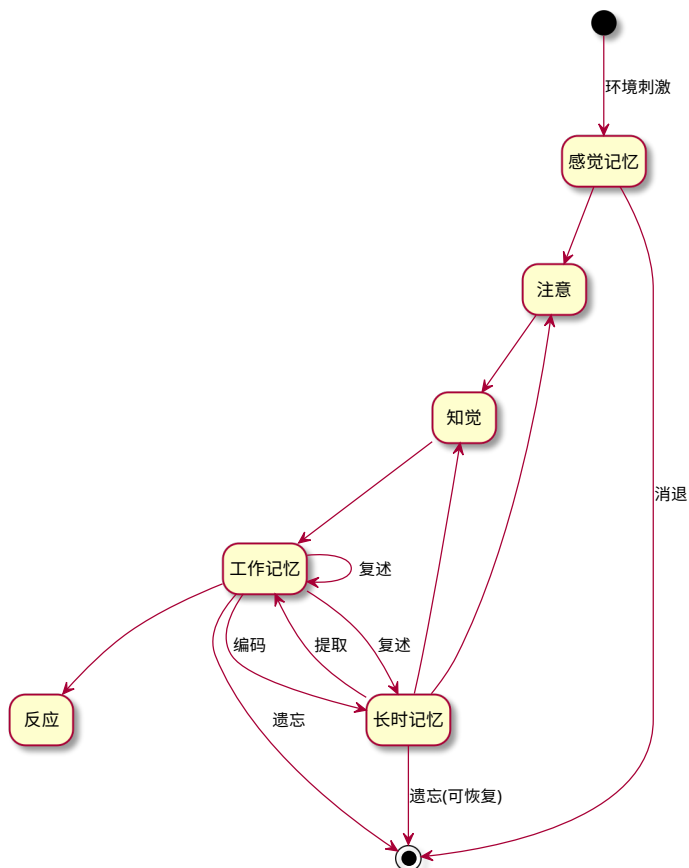 环境刺激
感觉记忆
注意
知觉
消退
工作记忆
复述
编码
提取
复述
遗忘
反应
长时记忆
遗忘(可恢复)